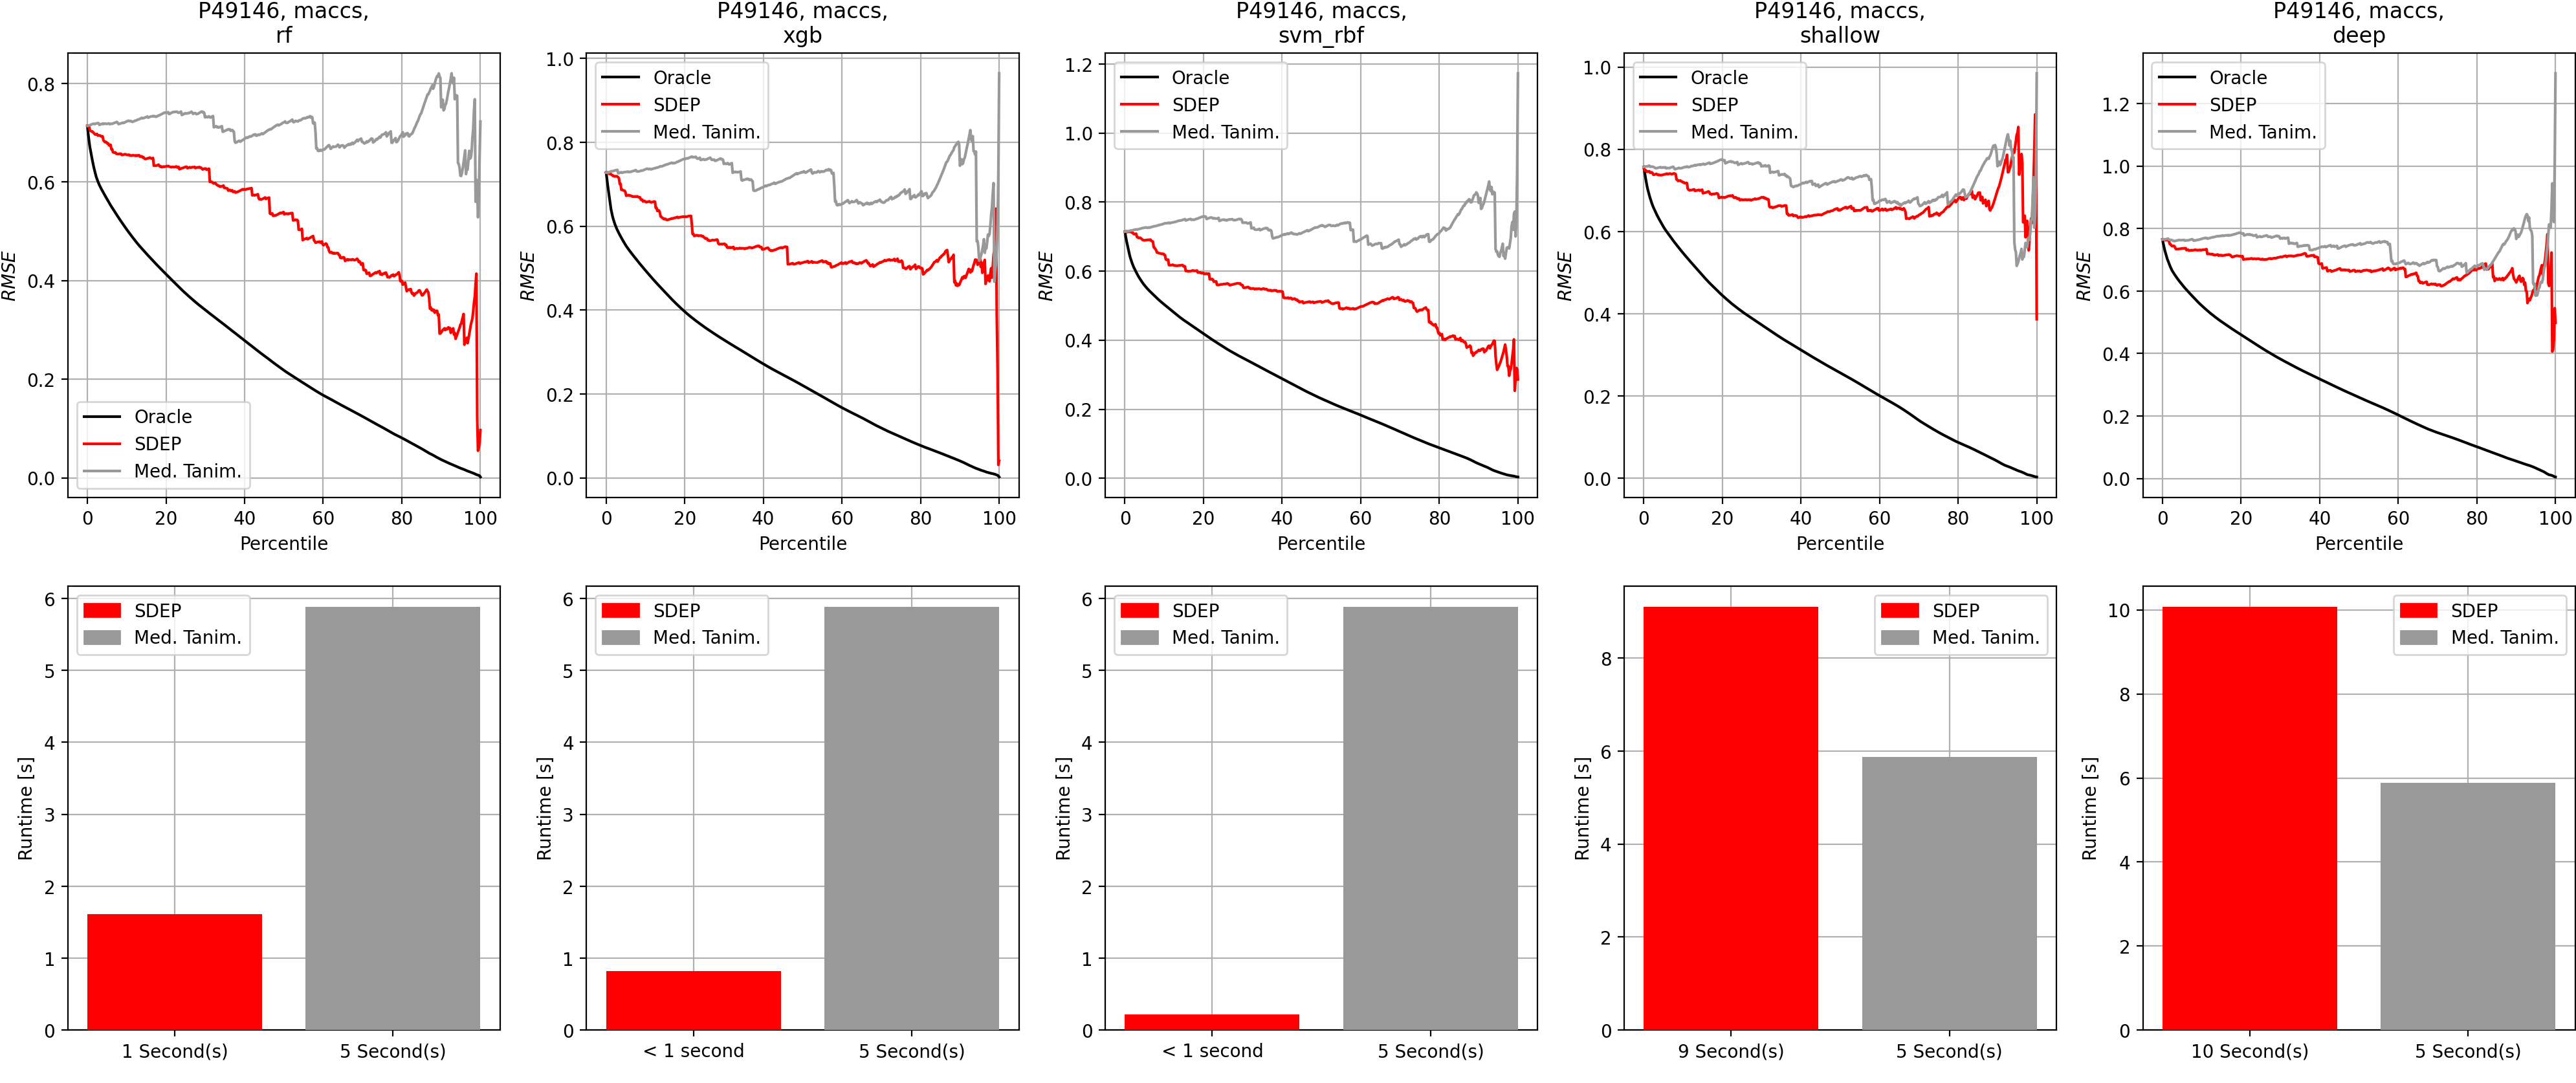 P49146, maccs,
rf
RMSE
0.8
0.6
0.4
0.2
0.0
Oracle
SDEP
Med. Tanim.
0 20 40 60 80 100
Percentile
P49146, maccs,
xgb
RMSE
1.0
0.8
0.6
0.4
0.2
0.0
Oracle
SDEP
Med. Tanim.
0 20 40 60 80 100
Percentile
P49146, maccs,
svm_rbf
RMSE
1.2
1.0
0.8
0.6
0.4
0.2
0.0
Oracle
SDEP
Med. Tanim.
0 20 40 60 80 100
Percentile
P49146, maccs,
shallow
RMSE
1.0
0.8
0.6
0.4
0.2
0.0
Oracle
SDEP
Med. Tanim.
0 20 40 60 80 100
Percentile
P49146, maccs,
deep
RMSE
1.2
1.0
0.8
0.6
0.4
0.2
0.0
Oracle
SDEP
Med. Tanim.
0 20 40 60 80 100
Percentile
Runtime [s]
6
5
4
3
2
1
0
SDEP
Med. Tanim.
1 Second(s) 5 Second(s)
Runtime [s]
6
5
4
3
2
1
0
SDEP
Med. Tanim.
< 1 second 5 Second(s)
Runtime [s]
6
5
4
3
2
1
0
SDEP
Med. Tanim.
< 1 second 5 Second(s)
Runtime [s]
8
6
4
2
0
SDEP
Med. Tanim.
9 Second(s) 5 Second(s)
Runtime [s]
10
8
6
4
2
0
SDEP
Med. Tanim.
10 Second(s) 5 Second(s)